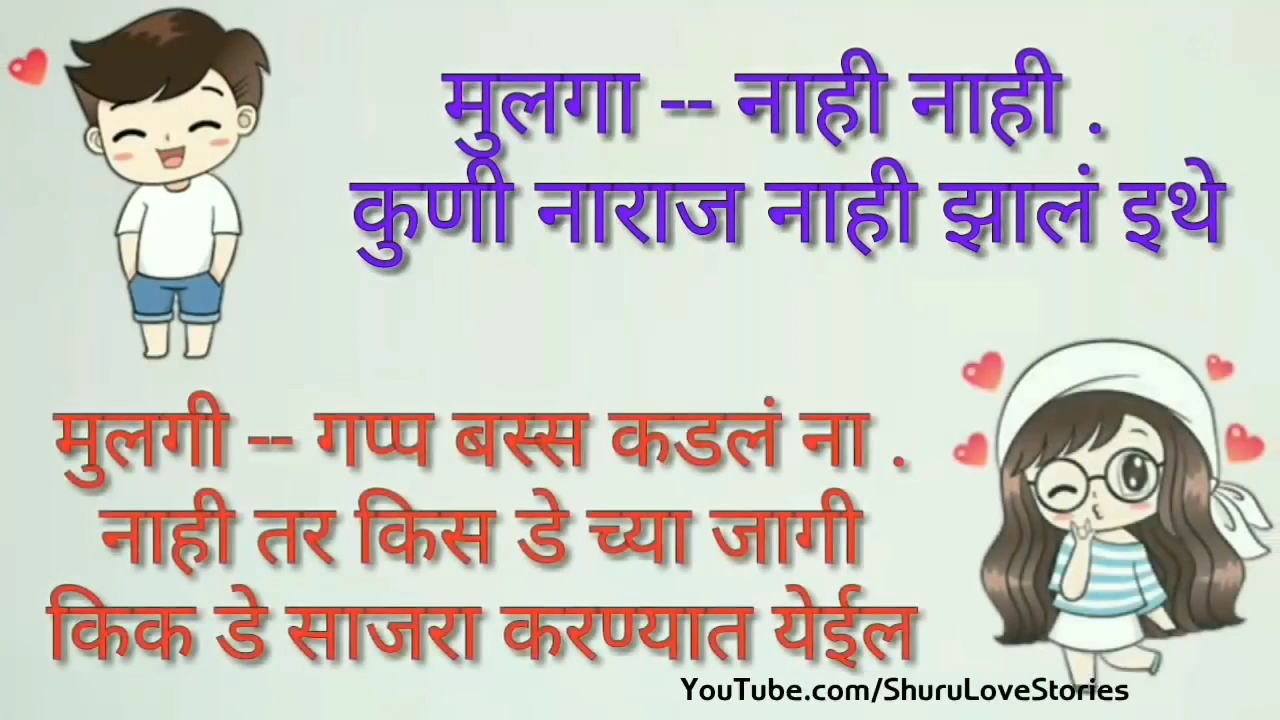 मुलगा -- नाही नाही .
कुणी नाराज नाही झालं इथे
मुलगी -- गप्प बस्स कडलं ना .
नाही तर किस डे च्या जागी
किक डे साजरा करण्यात येईल
YouTube.com/ShuruLoveStories